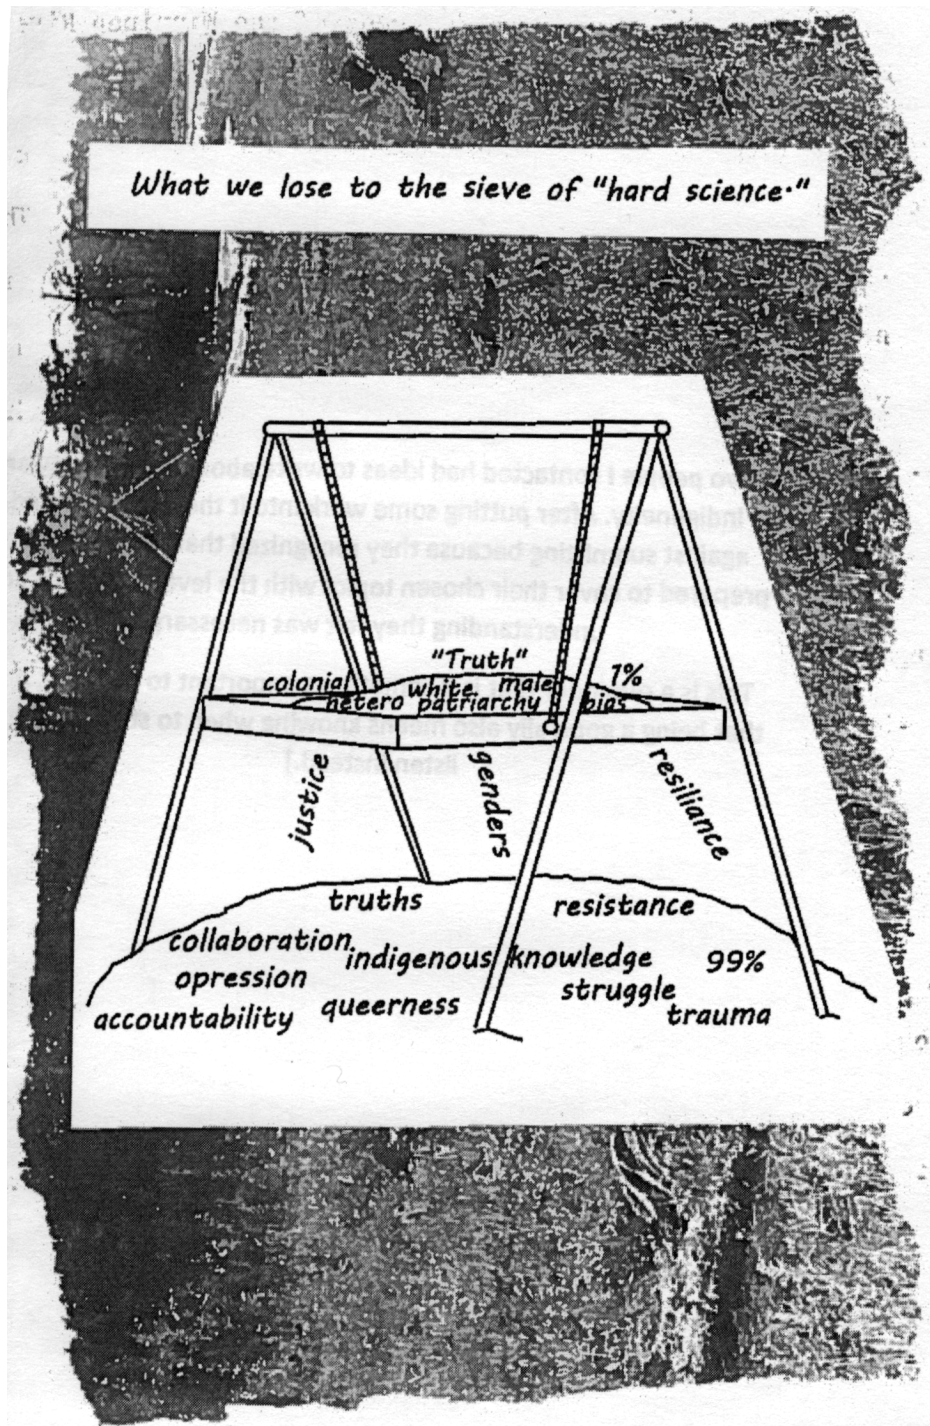 What we lose to the sieve of "hard science."
"Truth"
colonial white male 1%
hetero patriarchy bias
justice
genders
resiliance
truths
resistance
collaboration
indigenous knowledge 99%
opression
struggle
queerness
accountability
trauma